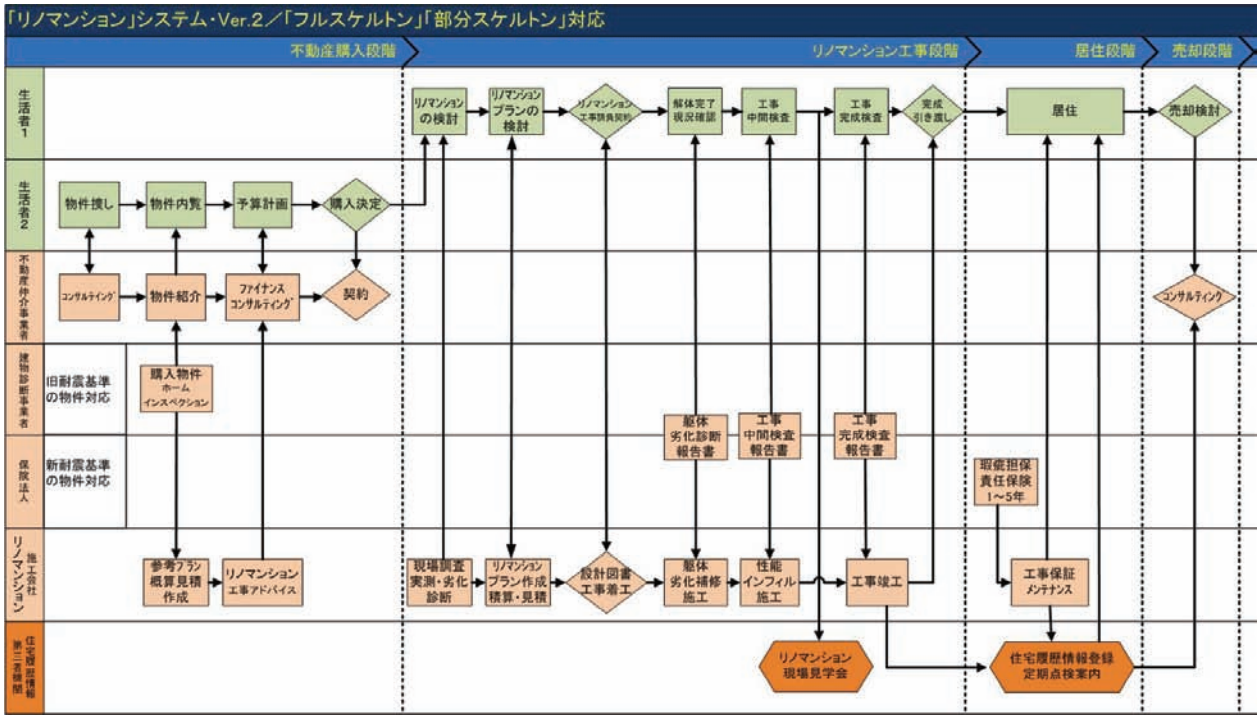 「リノマンション」システム・Ver.2／「フルスケルトン」「部分スケルトン」対応
不動産購入段階
リノマンション工事段階
居住段階
売却段階
生活者1
リノマンション
の検討
リノマンション
プランの
検討
リノマンション
工事請負契約
解体完了
現況確認
工事
中間検査
工事
完成検査
完成
引き渡し
居住
売却検討
生活者2
物件捜し
物件内覧
予算計画
購入決定
不動産仲介事業者
コンサルティング
物件紹介
ファイナンス
コンサルティング
契約
コンサルティング
建物診断事業者
旧耐震基準
の物件対応
購入物件
ホーム
インスペクション
躯体
劣化診断
報告書
工事
中間検査
報告書
工事
完成検査
報告書
保険法人
新耐震基準
の物件対応
瑕疵担保
責任保険
1～5年
リノマンション
施工会社
参考プラン
概算見積
作成
リノマンション
工事アドバイス
現場調査
実測・劣化
診断
リノマンション
プラン作成
積算・見積
設計図書
工事着工
躯体
劣化補修
施工
性能
インフィル
施工
工事竣工
工事保証
メンテナンス
住宅履歴情報
第三者機関
リノマンション
現場見学会
住宅履歴情報登録
定期点検案内